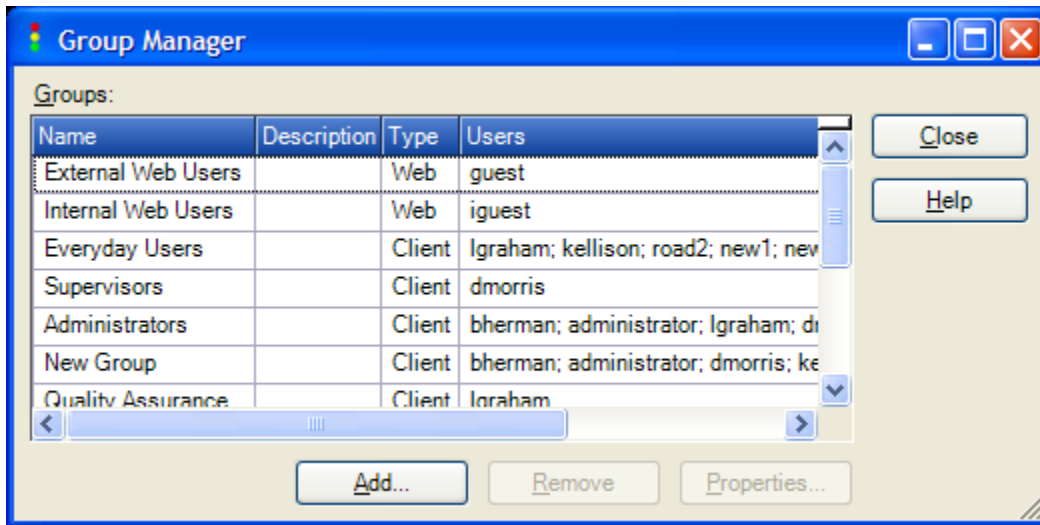 Group Manager
Groups:
Name Description Type Users
External Web Users Web guest
Internal Web Users Web iguest
Everyday Users Client lgraham; kellison; road2; new1; new
Supervisors Client dmorris
Administrators Client bherman; administrator; lgraham; d
New Group Client bherman; administrator; dmorris; ke
Quality Assurance Client lgraham
Close
Help
Add...
Remove
Properties...